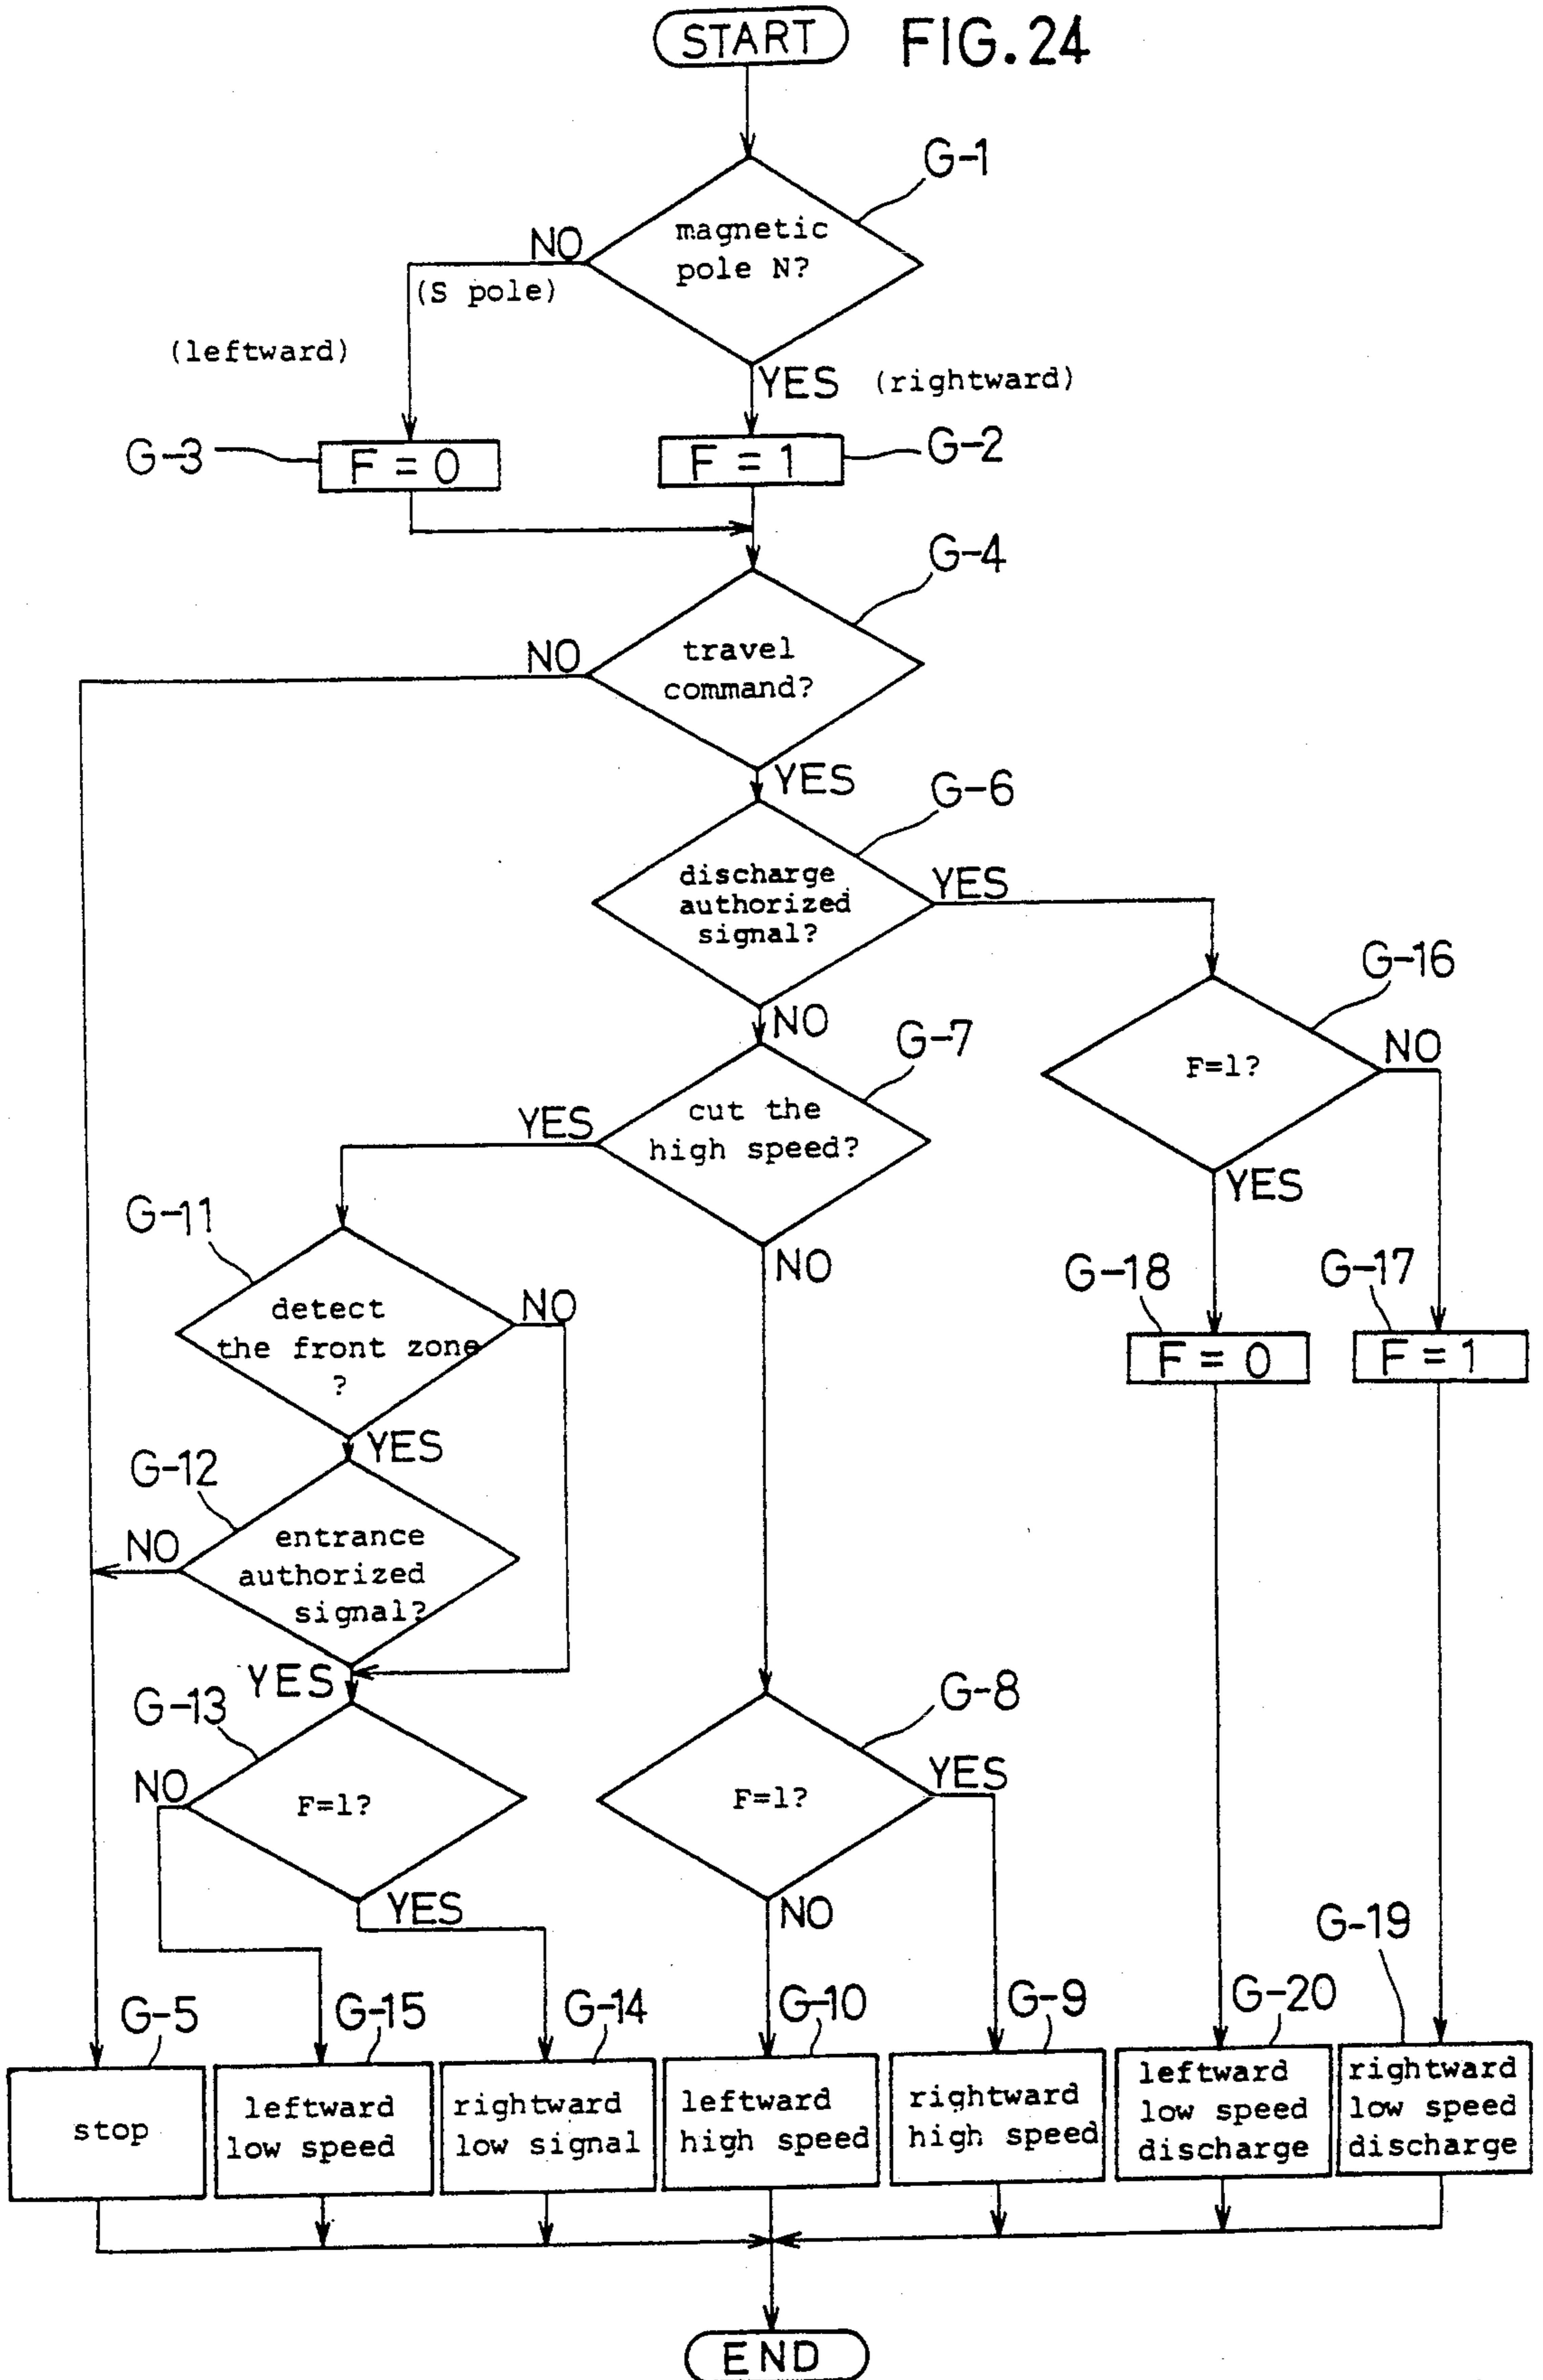 START
FIG.24
G-1
magnetic
pole N?
NO
(S pole)
(leftward)
YES
(rightward)
G-3
F = 0
F = 1
G-2
G-4
travel
command?
NO
YES
G-6
discharge
authorized
signal?
YES
NO
G-16
F=1?
NO
YES
G-7
cut the
high speed?
YES
NO
G-11
detect
the front zone
?
NO
YES
G-18
F = 0
G-17
F = 1
G-12
entrance
authorized
signal?
NO
YES
G-13
F=1?
NO
YES
G-8
F=1?
YES
NO
G-5
stop
G-15
leftward
low speed
G-14
rightward
low signal
G-10
leftward
high speed
G-9
rightward
high speed
G-20
leftward
low speed
discharge
G-19
rightward
low speed
discharge
END